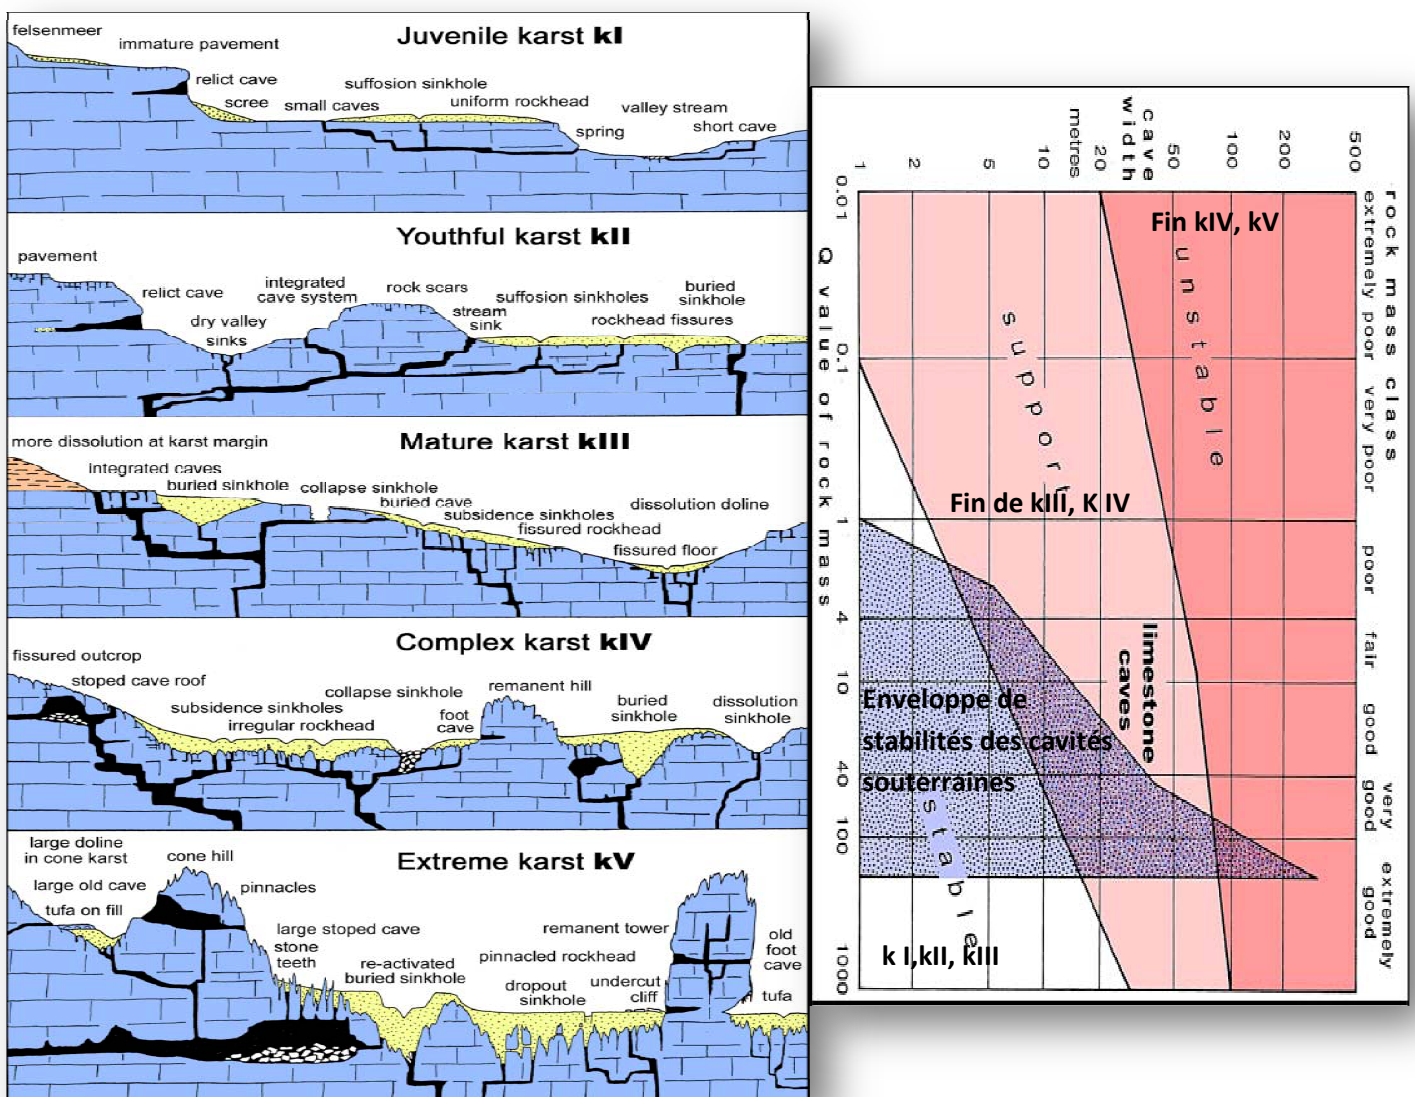 Juvenile karst kI
felsenmeer
immature pavement
relict cave
scree
small caves
suffosion sinkhole
uniform rockhead
spring
valley stream
short cave
Youthful karst kII
pavement
relict cave
dry valley
sinks
integrated
cave system
rock scars
stream
sink
suffosion sinkholes
rockhead fissures
buried
sinkhole
Mature karst kIII
more dissolution at karst margin
integrated caves
buried sinkhole
collapse sinkhole
buried cave
subsidence sinkholes
fissured rockhead
dissolution doline
fissured floor
Complex karst kIV
fissured outcrop
stoped cave roof
subsidence sinkholes
irregular rockhead
collapse sinkhole
foot
cave
remanent hill
buried
sinkhole
dissolution
sinkhole
Extreme karst kV
large doline
in cone karst
large old cave
tufa on fill
cone hill
pinnacles
large stoped cave
stone
teeth
re-activated
buried sinkhole
pinnacled rockhead
dropout
sinkhole
remanent tower
undercut
cliff
old
foot
cave
tufa
cave
width
metres
1
2
5
10
20
50
100
200
500
rock mass class
extremely poor
very poor
poor
fair
good
very
good
extremely
good
Q value of rock mass
0.01
0.1
1
4
10
40
100
1000
unstable
support
stable
limestone
caves
Fin kIV, kV
Fin de kIII, K IV
Enveloppe de
stabilités des cavités
souterraines
k I,kII, kIII